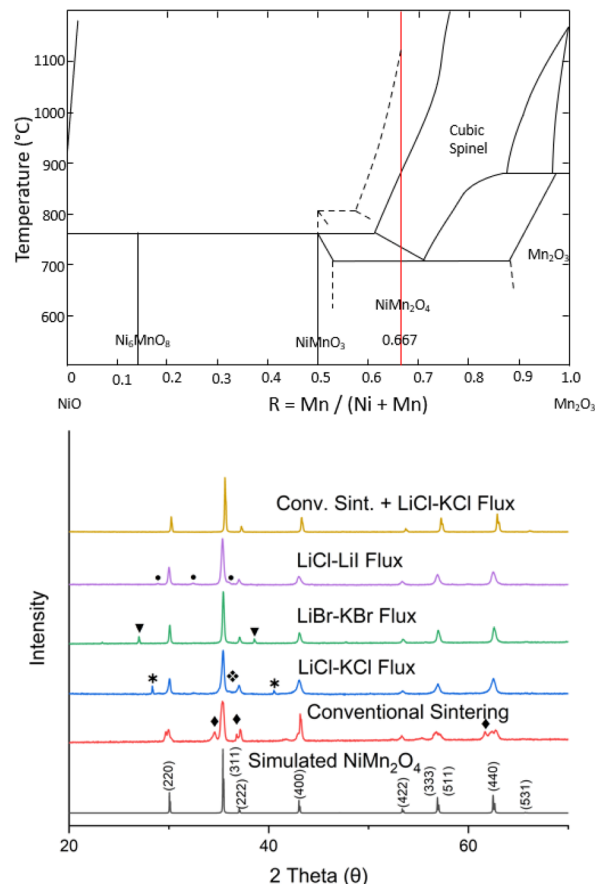 Temperature (°C)
1100
1000
900
800
700
600
Cubic
Spinel
Mn₂O₃
NiMn₂O₄
Ni₆MnO₈
NiMnO₃
0.667
0
0.1
0.2
0.3
0.4
0.5
0.6
0.7
0.8
0.9
1.0
NiO
R = Mn / (Ni + Mn)
Mn₂O₃
Intensity
Conv. Sint. + LiCl-KCl Flux
LiCl-LiI Flux
LiBr-KBr Flux
LiCl-KCl Flux
Conventional Sintering
Simulated NiMn₂O₄
(220)
(311)
(222)
(400)
(422)
(333)
(511)
(440)
(531)
20
40
60
2 Theta (θ)